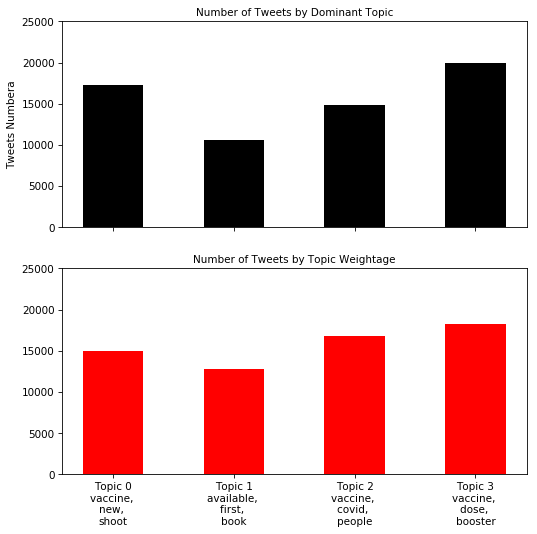 Number of Tweets by Dominant Topic
25000
20000
15000
10000
5000
0
Tweets Numbera
Number of Tweets by Topic Weightage
25000
20000
15000
10000
5000
0
Topic 0 Topic 1 Topic 2 Topic 3
vaccine, available, vaccine, vaccine,
new, first, covid, dose,
shoot book people booster